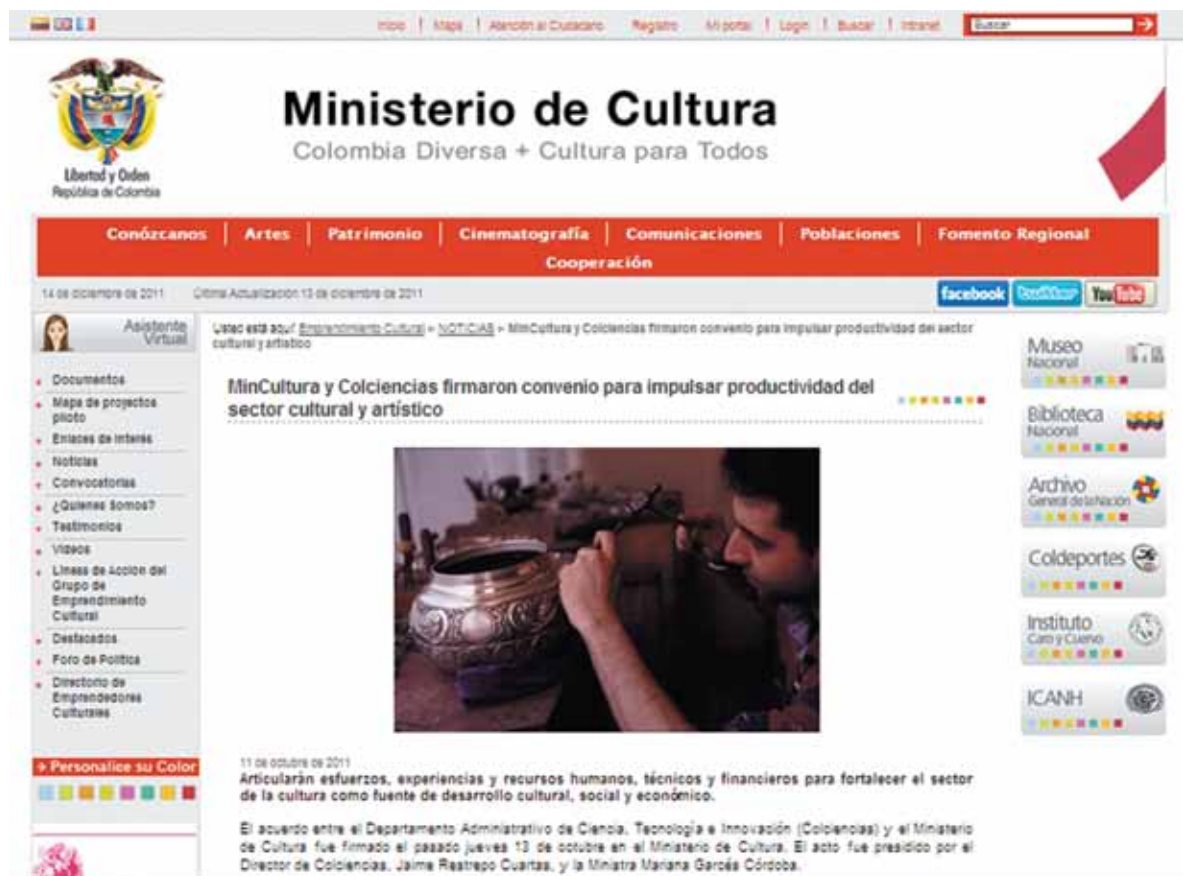 Inicio | Mapa | Atención al Ciudadano Registro Mi portal | Login | Buscar | Intranet Buscar
Libertad y Orden
República de Colombia
Ministerio de Cultura
Colombia Diversa + Cultura para Todos
Conózcanos | Artes | Patrimonio | Cinematografía | Comunicaciones | Poblaciones | Fomento Regional
Cooperación
14 de diciembre de 2011 Última Actualización 13 de diciembre de 2011
facebook twitter YouTube
Asistente
Virtual
Documentos
Mapa de proyectos
piloto
Enlaces de Interés
Noticias
Convocatorias
¿Quienes Somos?
Testimonios
Videos
Líneas de Acción del
Grupo de
Emprendimiento
Cultural
Destacados
Foro de Política
Directorio de
Emprendedores
Culturales
Personalice su Color
Usted está aquí: Emprendimiento Cultural » NOTICIAS » MinCultura y Colciencias firmaron convenio para impulsar productividad del sector
cultural y artístico
MinCultura y Colciencias firmaron convenio para impulsar productividad del
sector cultural y artístico
11 de octubre de 2011
Articularán esfuerzos, experiencias y recursos humanos, técnicos y financieros para fortalecer el sector
de la cultura como fuente de desarrollo cultural, social y económico.
El acuerdo entre el Departamento Administrativo de Ciencia, Tecnología e Innovación (Colciencias) y el Ministerio
de Cultura fue firmado el pasado jueves 13 de octubre en el Ministerio de Cultura. El acto fue presidido por el
Director de Colciencias, Jaime Restrepo Cuartas, y la Ministra Mariana Garcés Córdoba.
Museo
Nacional
Biblioteca
Nacional
Archivo
General de la Nación
Coldeportes
Instituto
Caro y Cuervo
ICANH